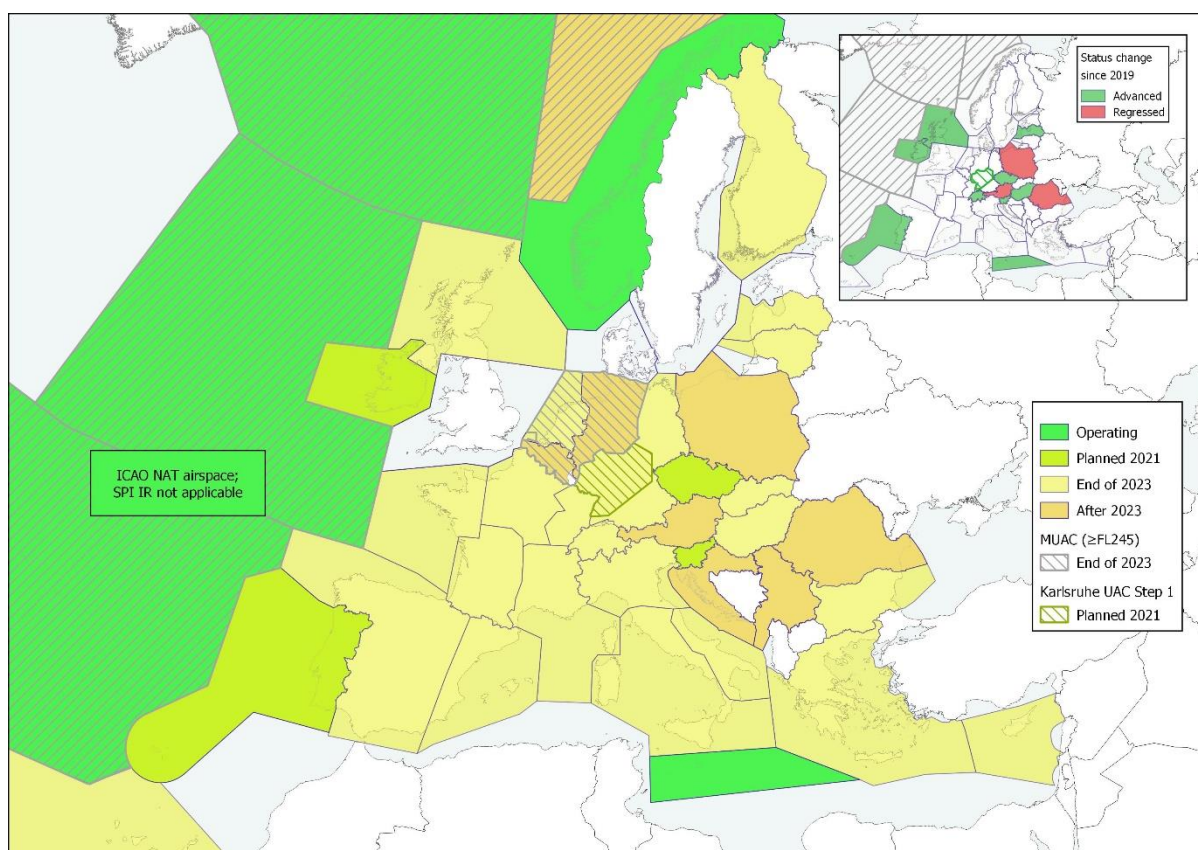 Status change
since 2019
Advanced
Regressed
ICAO NAT airspace;
SPI IR not applicable
Operating
Planned 2021
End of 2023
After 2023
MUAC (≥FL245)
End of 2023
Karlsruhe UAC Step 1
Planned 2021